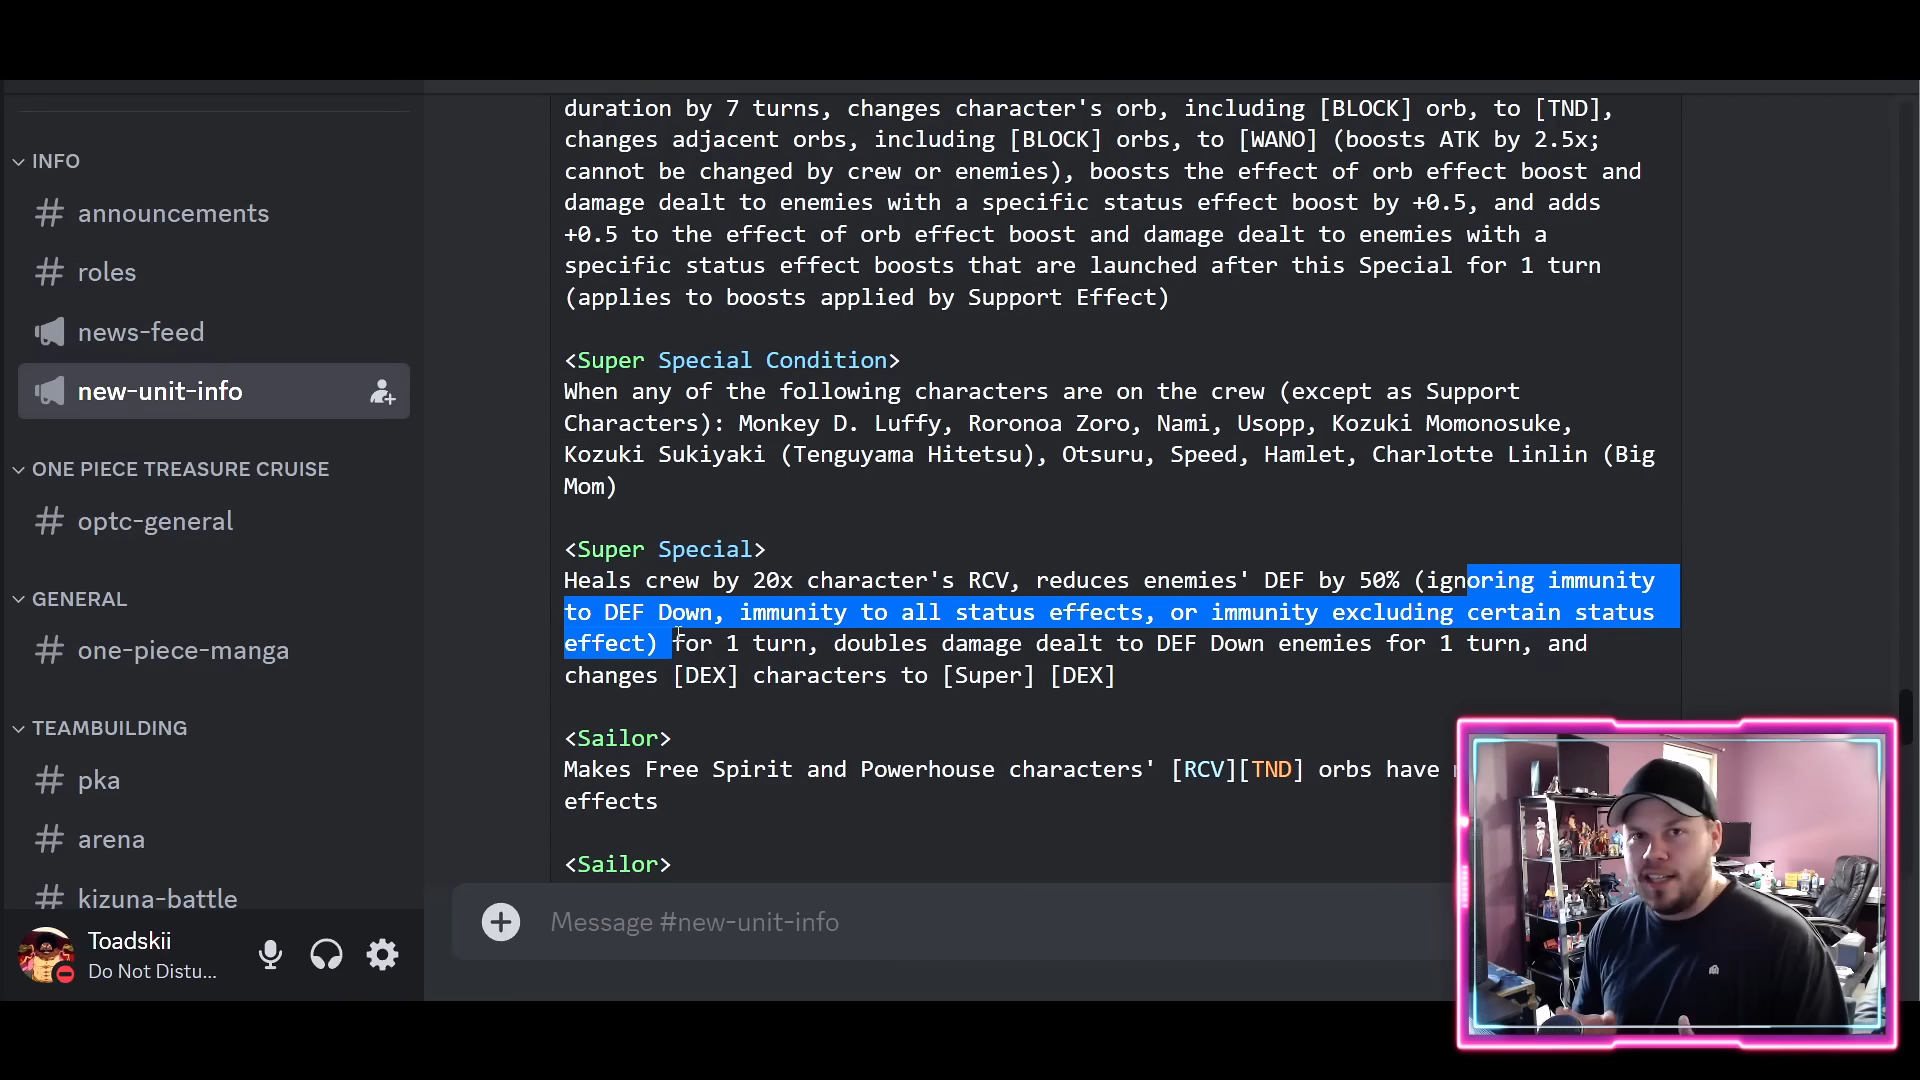 INFO
announcements
roles
news-feed
new-unit-info
ONE PIECE TREASURE CRUISE
optc-general
GENERAL
one-piece-manga
TEAMBUILDING
pka
arena
kizuna-battle
Toadskii
Do Not Distu...
duration by 7 turns, changes character's orb, including [BLOCK] orb, to [TND],
changes adjacent orbs, including [BLOCK] orbs, to [WANO] (boosts ATK by 2.5x;
cannot be changed by crew or enemies), boosts the effect of orb effect boost and
damage dealt to enemies with a specific status effect boost by +0.5, and adds
+0.5 to the effect of orb effect boost and damage dealt to enemies with a
specific status effect boosts that are launched after this Special for 1 turn
(applies to boosts applied by Support Effect)
<Super Special Condition>
When any of the following characters are on the crew (except as Support
Characters): Monkey D. Luffy, Roronoa Zoro, Nami, Usopp, Kozuki Momonosuke,
Kozuki Sukiyaki (Tenguyama Hitetsu), Otsuru, Speed, Hamlet, Charlotte Linlin (Big
Mom)
<Super Special>
Heals crew by 20x character's RCV, reduces enemies' DEF by 50% (ignoring immunity
to DEF Down, immunity to all status effects, or immunity excluding certain status
effect) for 1 turn, doubles damage dealt to DEF Down enemies for 1 turn, and
changes [DEX] characters to [Super] [DEX]
<Sailor>
Makes Free Spirit and Powerhouse characters' [RCV][TND] orbs have
effects
<Sailor>
Message #new-unit-info